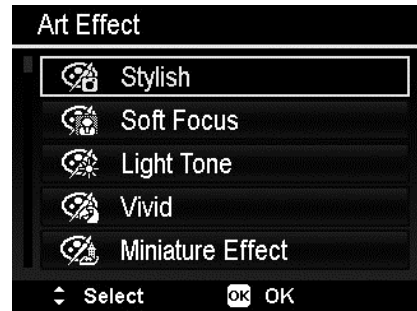 Art Effect
Stylish
Soft Focus
Light Tone
Vivid
Miniature Effect
Select OK OK